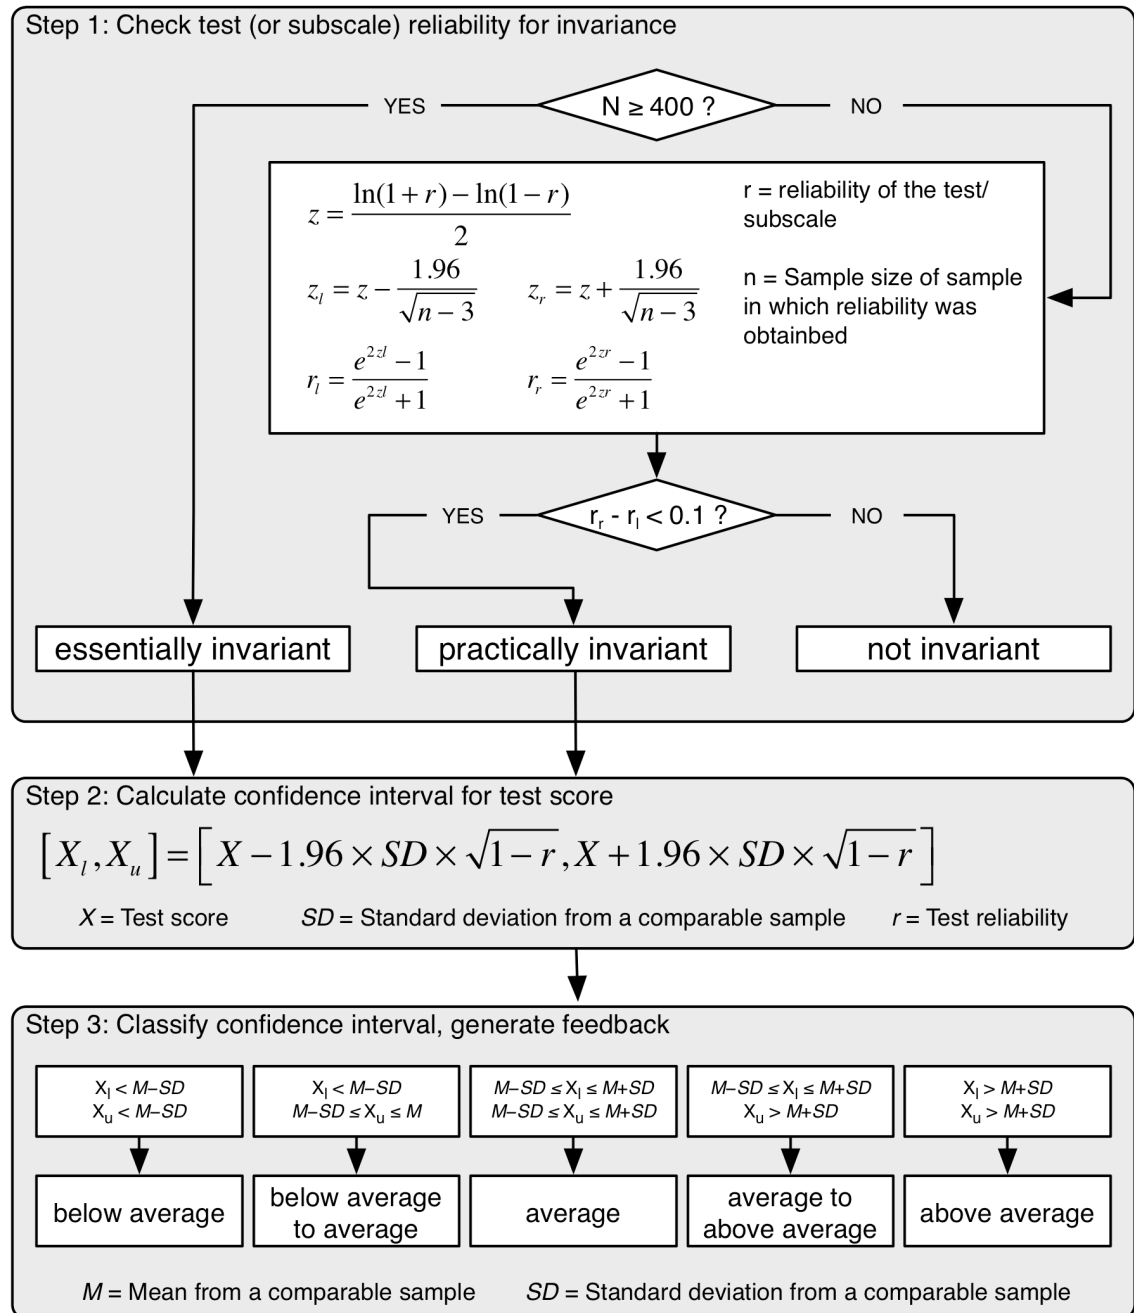 Step 1: Check test (or subscale) reliability for invariance
YES
N ≥ 400 ?
NO
z = (ln(1 + r) − ln(1 − r)) / 2
r = reliability of the test/
subscale
z_l = z − 1.96 / √(n − 3)    z_r = z + 1.96 / √(n − 3)
n = Sample size of sample
in which reliability was
obtainbed
r_l = (e^{2zl} − 1) / (e^{2zl} + 1)    r_r = (e^{2zr} − 1) / (e^{2zr} + 1)
YES
r_r - r_l < 0.1 ?
NO
essentially invariant
practically invariant
not invariant
Step 2: Calculate confidence interval for test score
[X_l, X_u] = [X − 1.96 × SD × √(1 − r), X + 1.96 × SD × √(1 − r)]
X = Test score    SD = Standard deviation from a comparable sample    r = Test reliability
Step 3: Classify confidence interval, generate feedback
X_l < M–SD
X_u < M–SD
X_l < M–SD
M–SD ≤ X_u ≤ M
M–SD ≤ X_l ≤ M+SD
M–SD ≤ X_u ≤ M+SD
M–SD ≤ X_l ≤ M+SD
X_u > M+SD
X_l > M+SD
X_u > M+SD
below average
below average
to average
average
average to
above average
above average
M = Mean from a comparable sample    SD = Standard deviation from a comparable sample